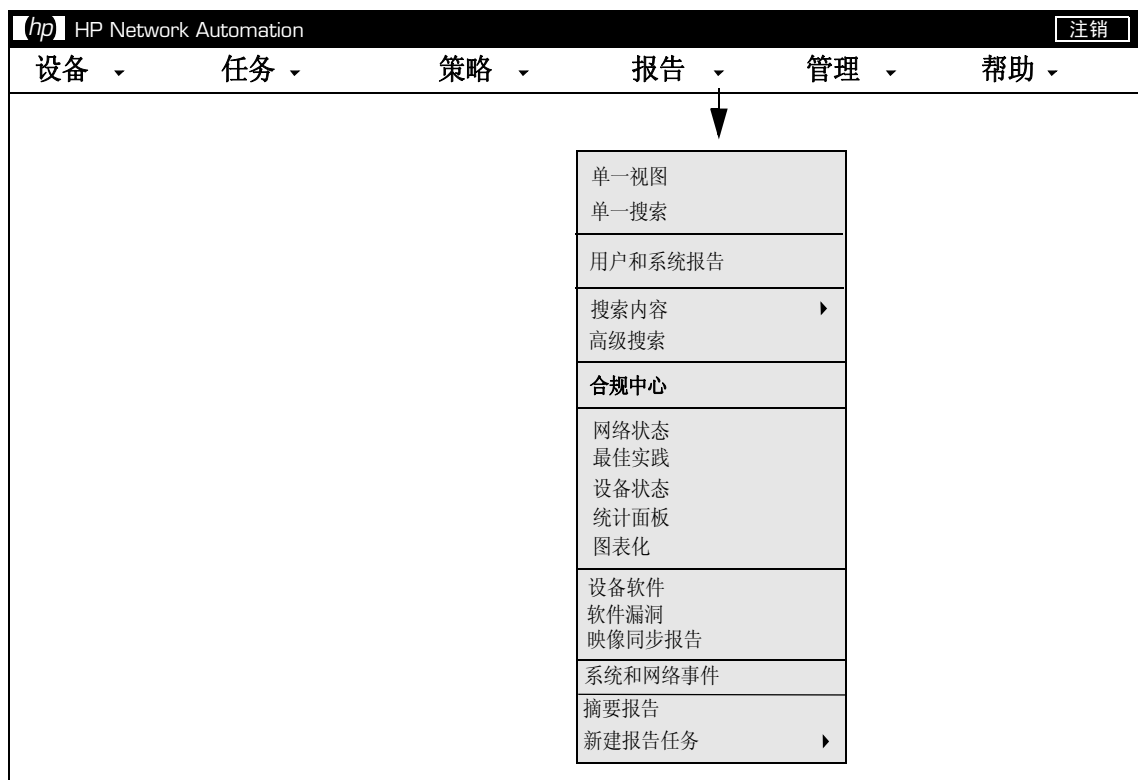 (hp) HP Network Automation 注销
设备 任务 策略 报告 管理 帮助
单一视图
单一搜索
用户和系统报告
搜索内容
高级搜索
合规中心
网络状态
最佳实践
设备状态
统计面板
图表化
设备软件
软件漏洞
映像同步报告
系统和网络事件
摘要报告
新建报告任务